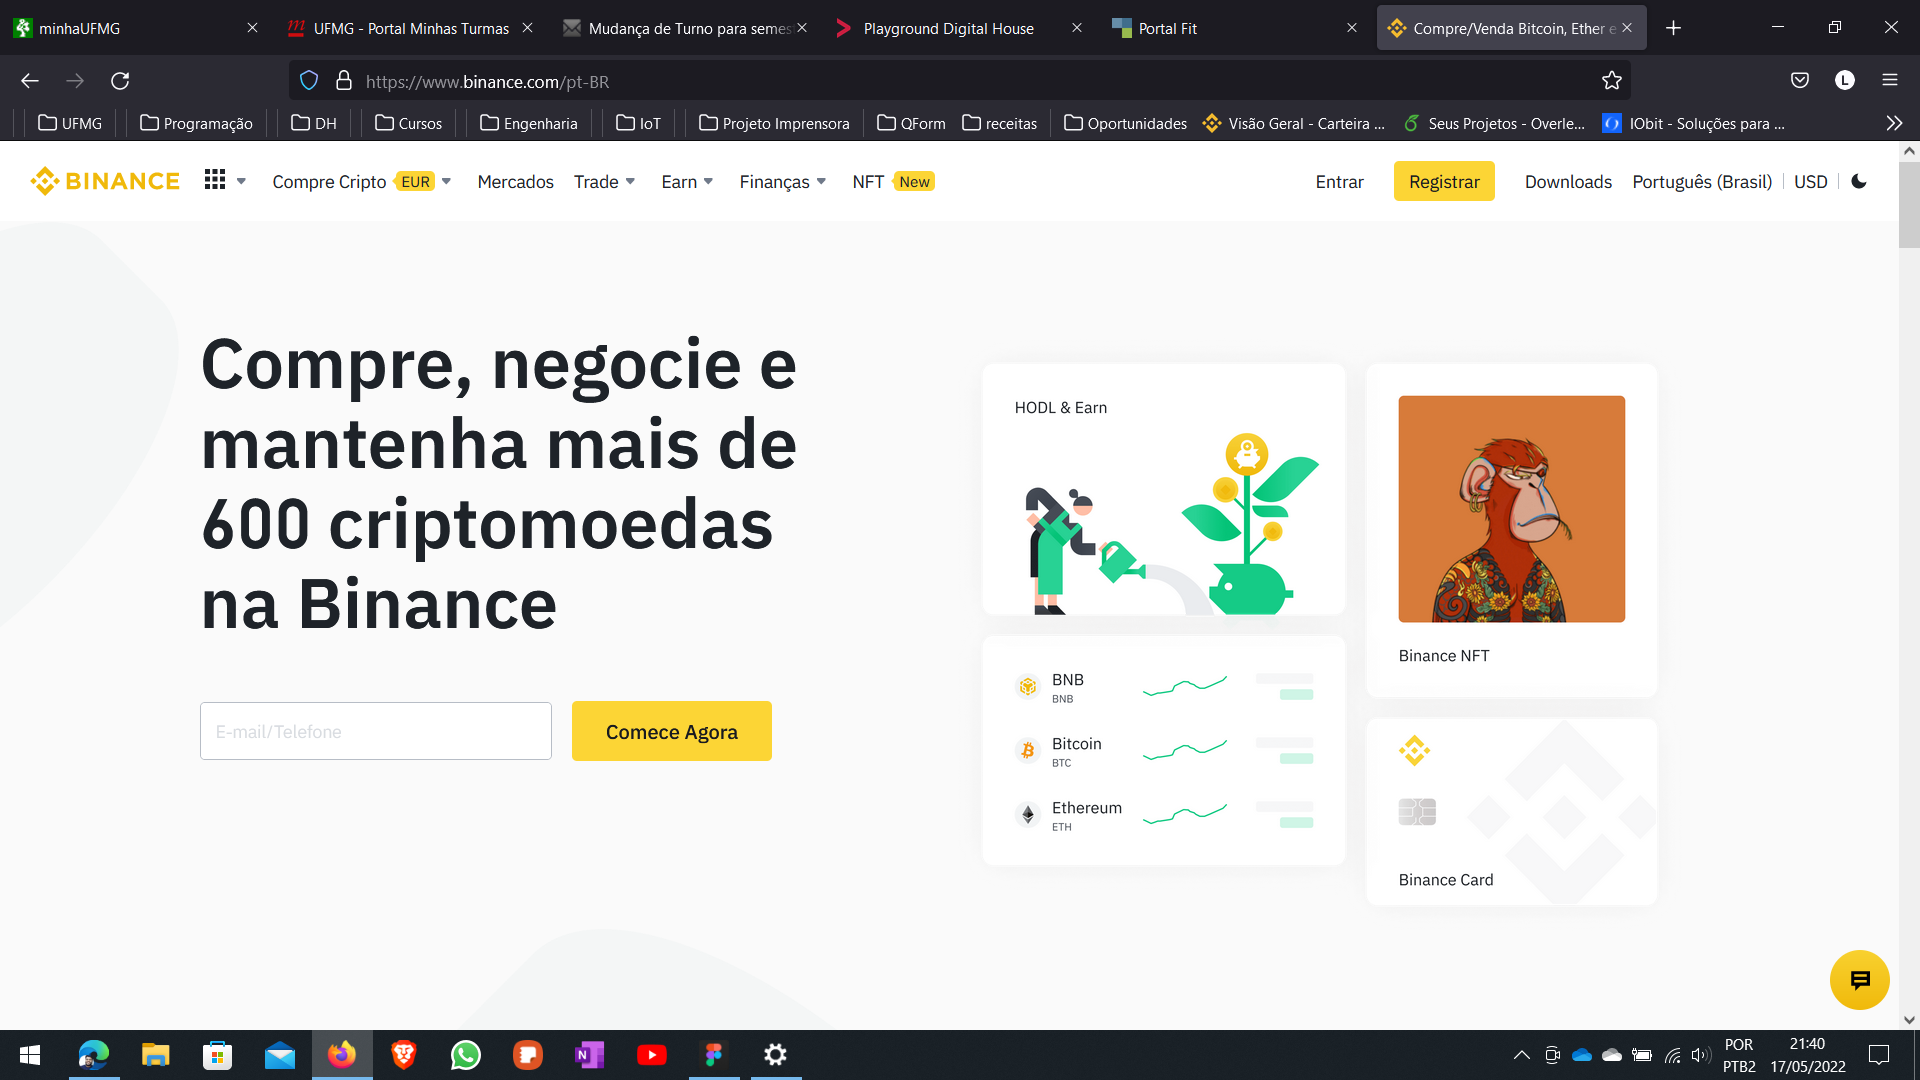 minhaUFMG
UFMG - Portal Minhas Turmas
Mudança de Turno para semes
Playground Digital House
Portal Fit
Compre/Venda Bitcoin, Ether e
https://www.binance.com/pt-BR
L
UFMG
Programação
DH
Cursos
Engenharia
IoT
Projeto Imprensora
QForm
receitas
Oportunidades
Visão Geral - Carteira ...
Seus Projetos - Overle...
IObit - Soluções para ...
BINANCE
Compre Cripto EUR
Mercados
Trade
Earn
Finanças
NFT New
Entrar
Registrar
Downloads
Português (Brasil)
USD
Compre, negocie e
mantenha mais de
600 criptomoedas
na Binance
E-mail/Telefone
Comece Agora
HODL & Earn
BNB
BNB
Bitcoin
BTC
Ethereum
ETH
Binance NFT
Binance Card
POR
PTB2
21:40
17/05/2022